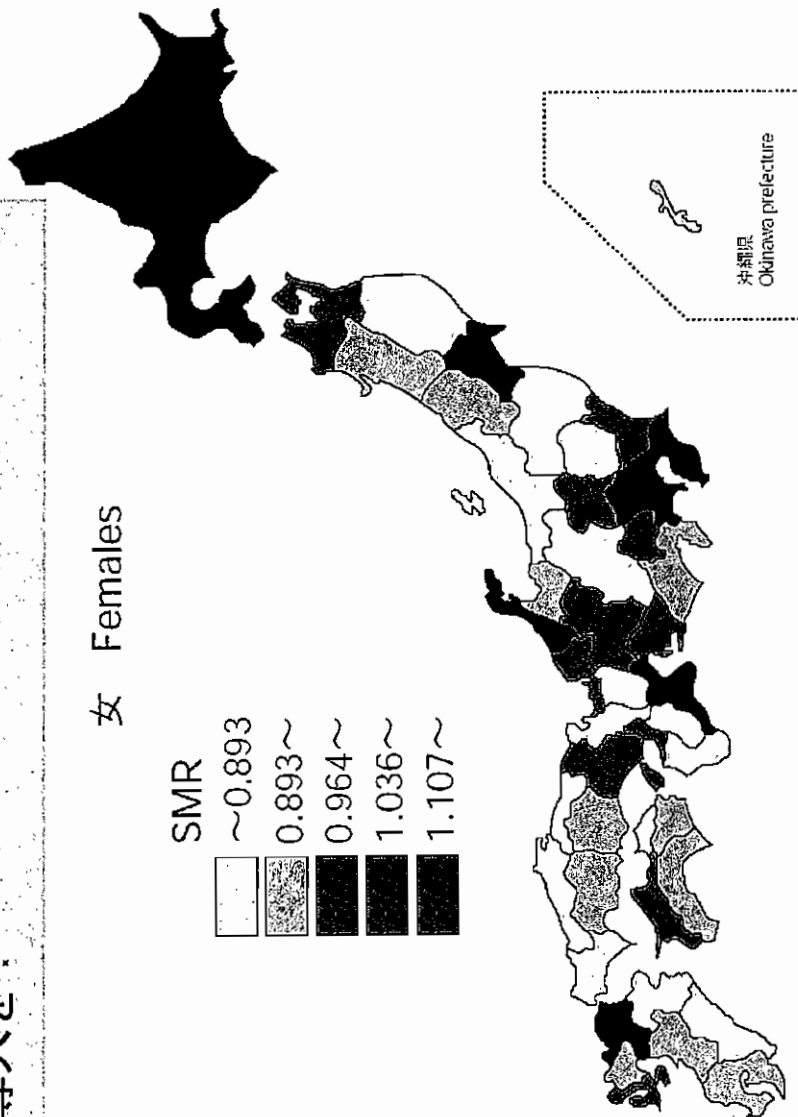 女 Females
SMR
～0.893
0.893～
0.964～
1.036～
1.107～
沖縄県
Okinawa prefecture